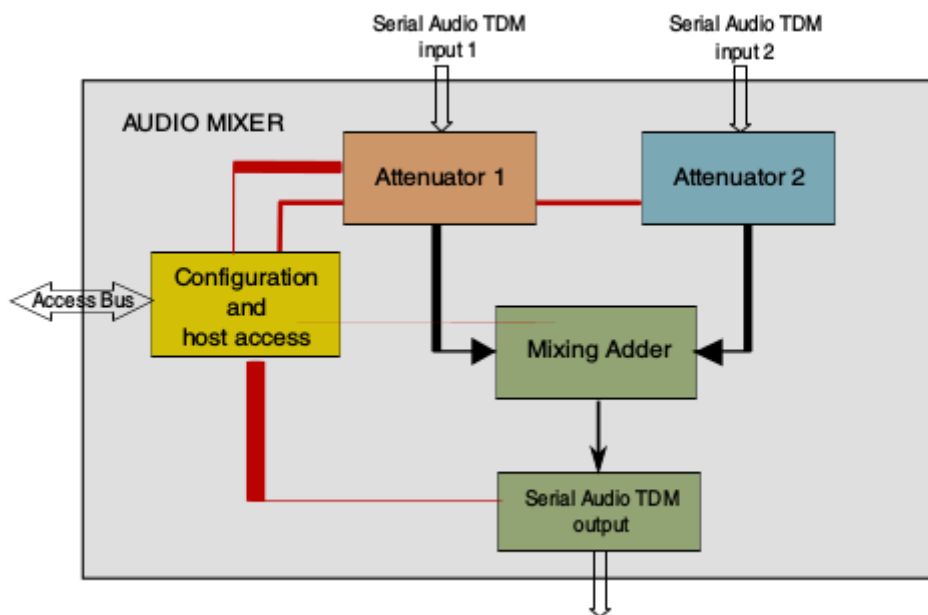 Serial Audio TDM
input 1
Serial Audio TDM
input 2
AUDIO MIXER
Attenuator 1
Attenuator 2
Access Bus
Configuration
and
host access
Mixing Adder
Serial Audio TDM
output